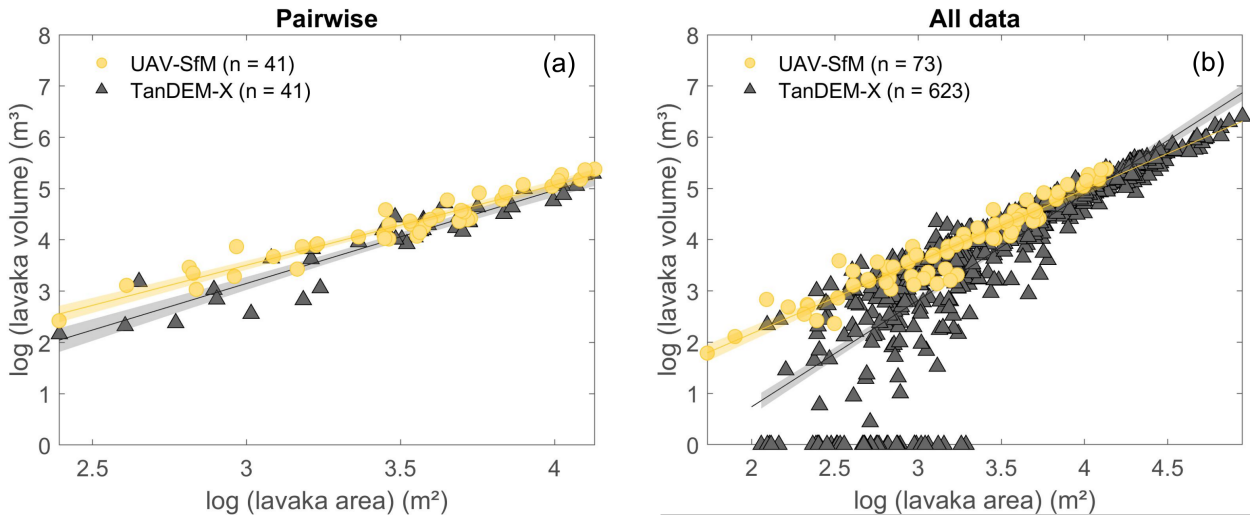 Pairwise
8
7
6
5
4
3
2
1
0
log (lavaka volume) (m³)
UAV-SfM (n = 41)
TanDEM-X (n = 41)
(a)
2.5 3 3.5 4
log (lavaka area) (m²)
All data
8
7
6
5
4
3
2
1
0
log (lavaka volume) (m³)
UAV-SfM (n = 73)
TanDEM-X (n = 623)
(b)
2 2.5 3 3.5 4 4.5
log (lavaka area) (m²)